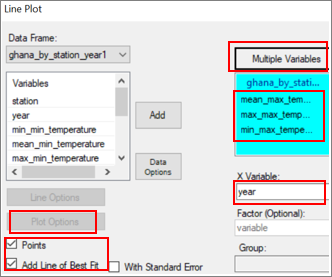 Line Plot
Data Frame:
ghana_by_station_year1
Variables
station
year
min_min_temperature
mean_min_temperature
max_min_temperature
Add
Data
Options
Line Options
Plot Options
Points
Add Line of Best Fit
With Standard Error
Multiple Variables
ghana_by_stati...
mean_max_tem...
max_max_temp...
min_max_tempe...
X Variable:
year
Factor (Optional):
variable
Group: